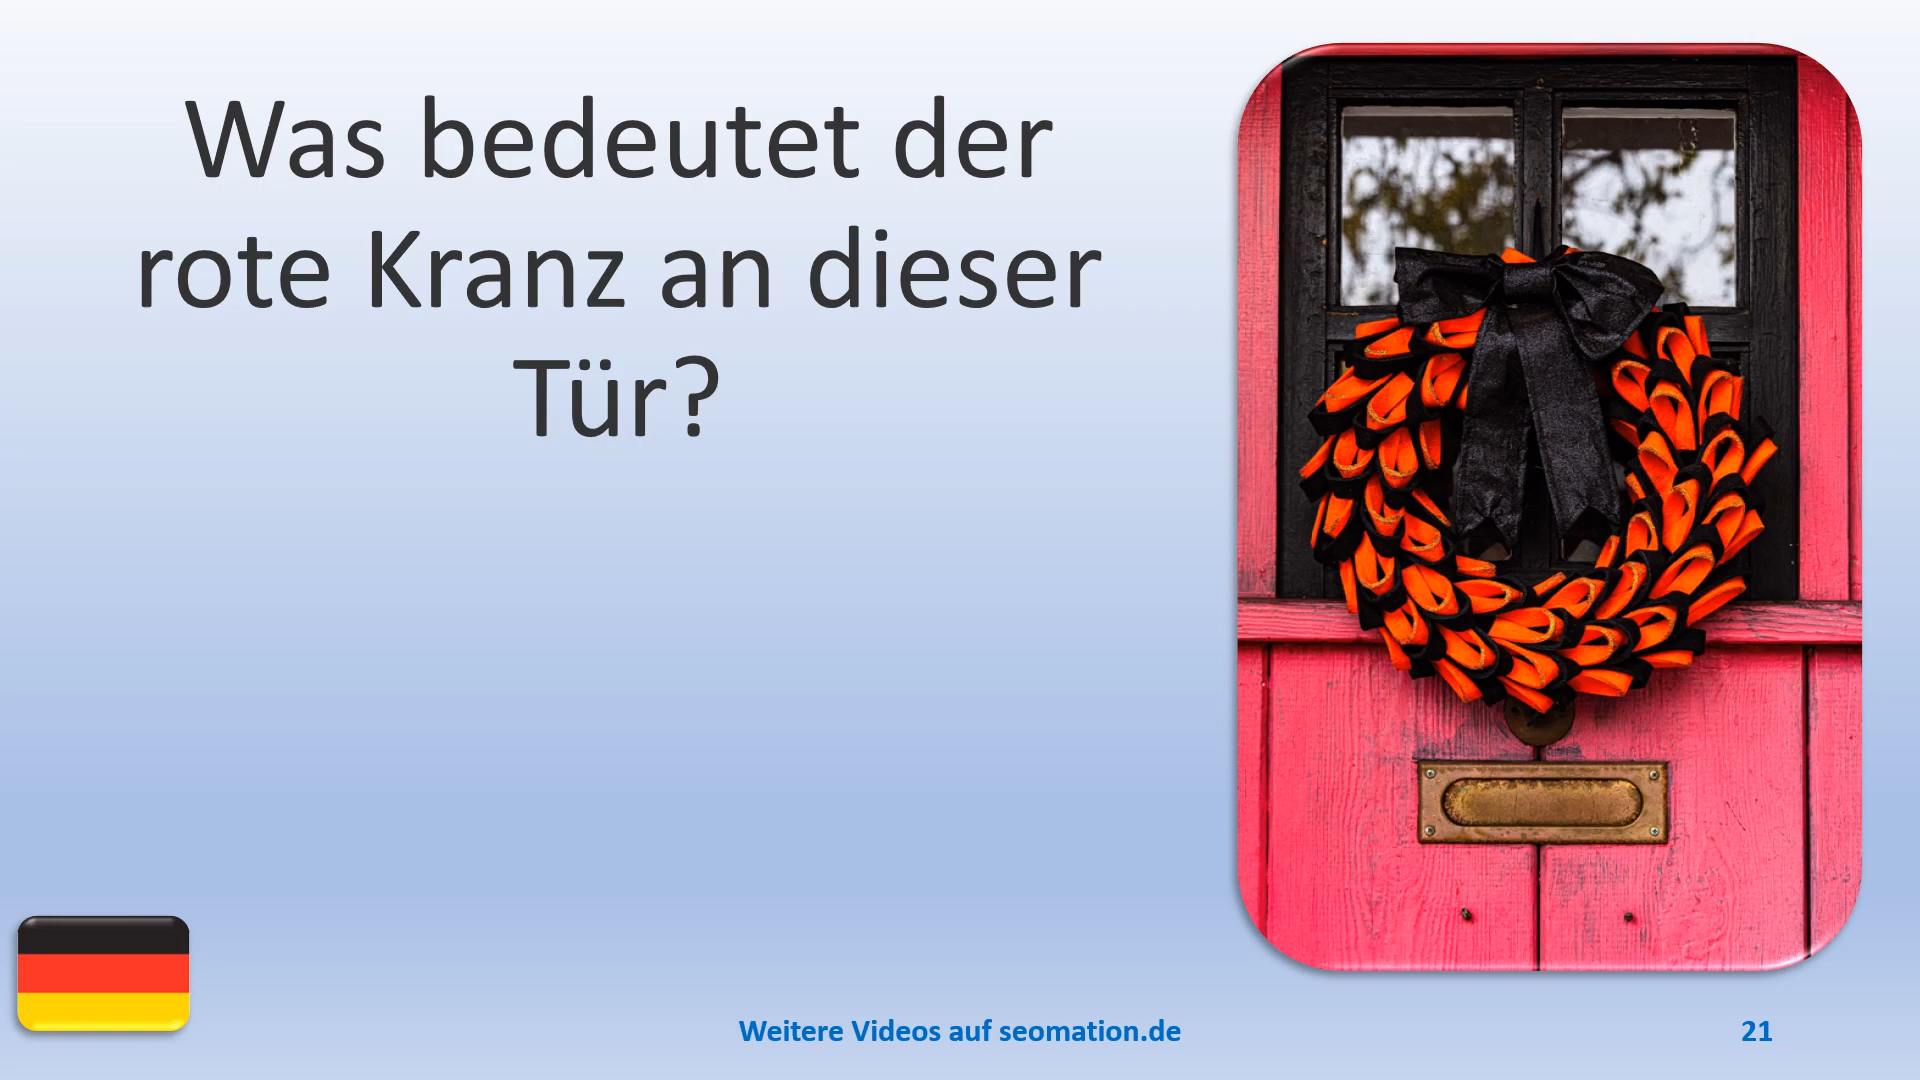 Was bedeutet der
rote Kranz an dieser
Tür?
Weitere Videos auf seomation.de
21